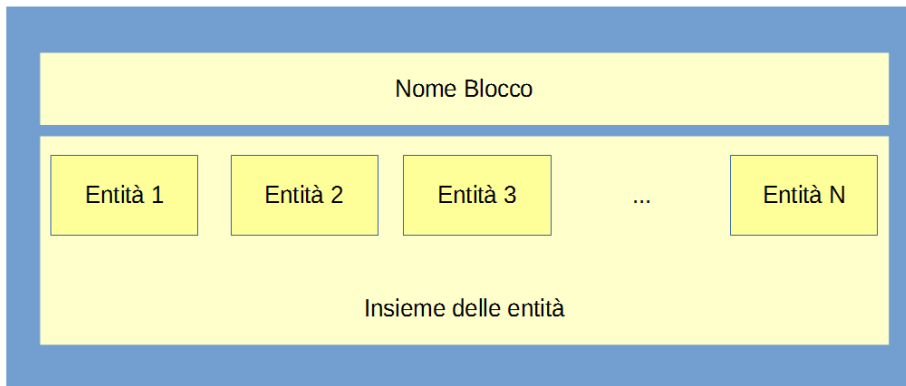 Nome Blocco
Entità 1 Entità 2 Entità 3 ... Entità N
Insieme delle entità